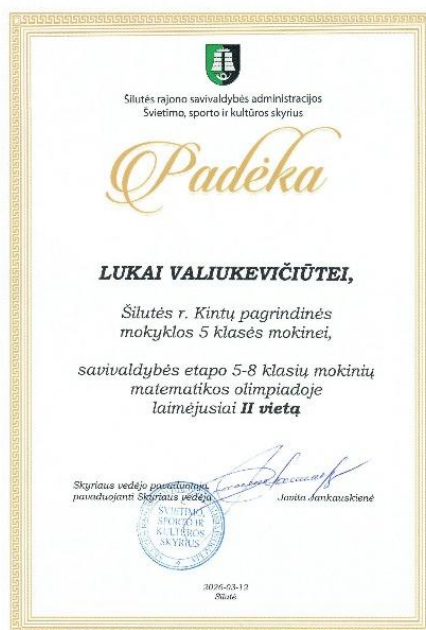 Šilutės rajono savivaldybės administracijos
Švietimo, sporto ir kultūros skyrius
Padėka
LUKAI VALIUKEVIČIŪTEI,
Šilutės r. Kintų pagrindinės
mokyklos 5 klasės mokinei,
savivaldybės etapo 5-8 klasių mokinių
matematikos olimpiadoje
laimėjusiai II vietą
Skyriaus vedėjo pavaduotoja,
pavaduojanti Skyriaus vedėją
Javita Jankauskienė
ŠVIETIMO,
SPORTO IR
KULTŪROS
SKYRIUS
2026-03-12
Šilutė